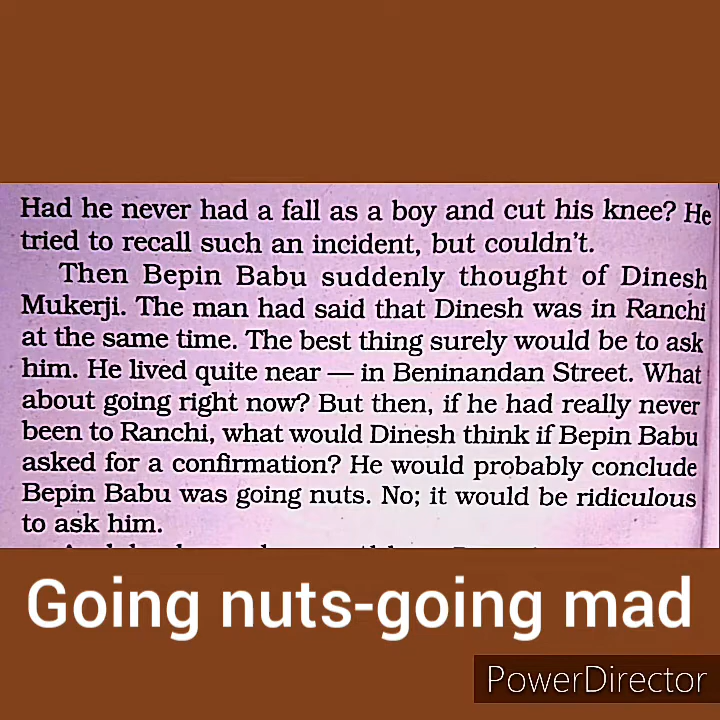 Had he never had a fall as a boy and cut his knee? He
tried to recall such an incident, but couldn't.
Then Bepin Babu suddenly thought of Dinesh
Mukerji. The man had said that Dinesh was in Ranchi
at the same time. The best thing surely would be to ask
him. He lived quite near — in Beninandan Street. What
about going right now? But then, if he had really never
been to Ranchi, what would Dinesh think if Bepin Babu
asked for a confirmation? He would probably conclude
Bepin Babu was going nuts. No; it would be ridiculous
to ask him.
Going nuts-going mad
PowerDirector